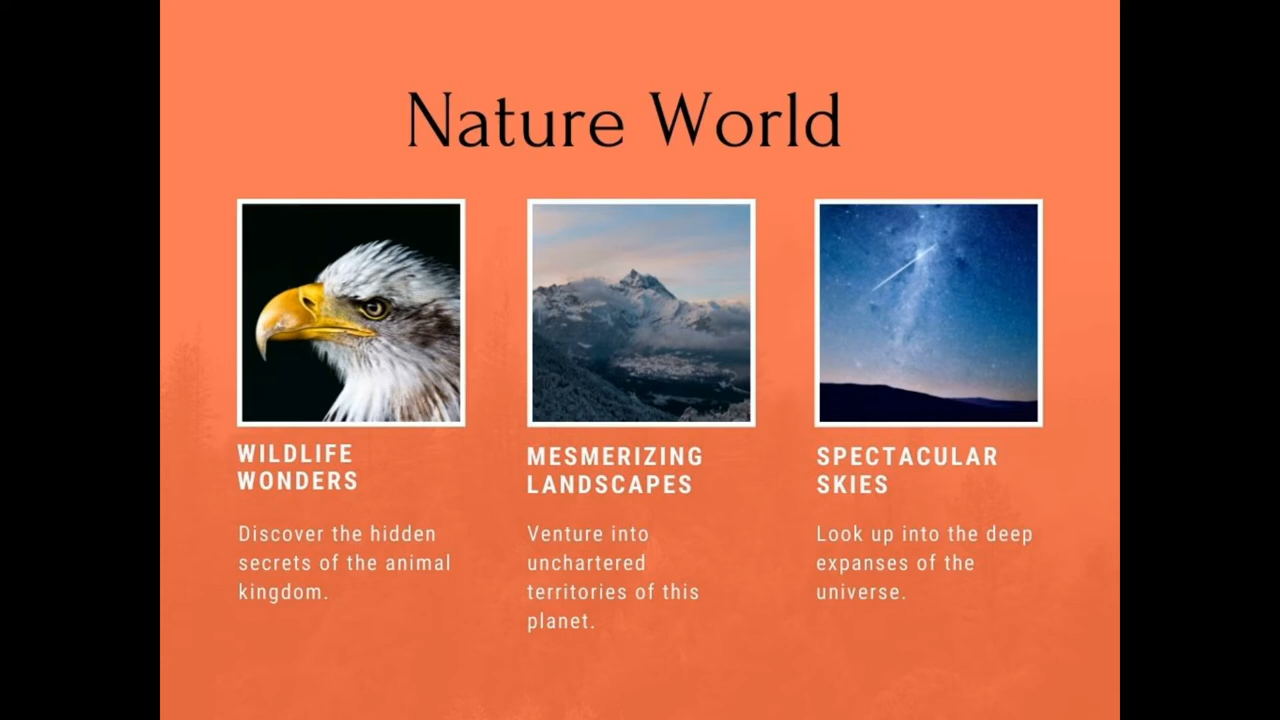 Nature World
WILDLIFE
WONDERS
Discover the hidden
secrets of the animal
kingdom.
MESMERIZING
LANDSCAPES
Venture into
unchartered
territories of this
planet.
SPECTACULAR
SKIES
Look up into the deep
expanses of the
universe.